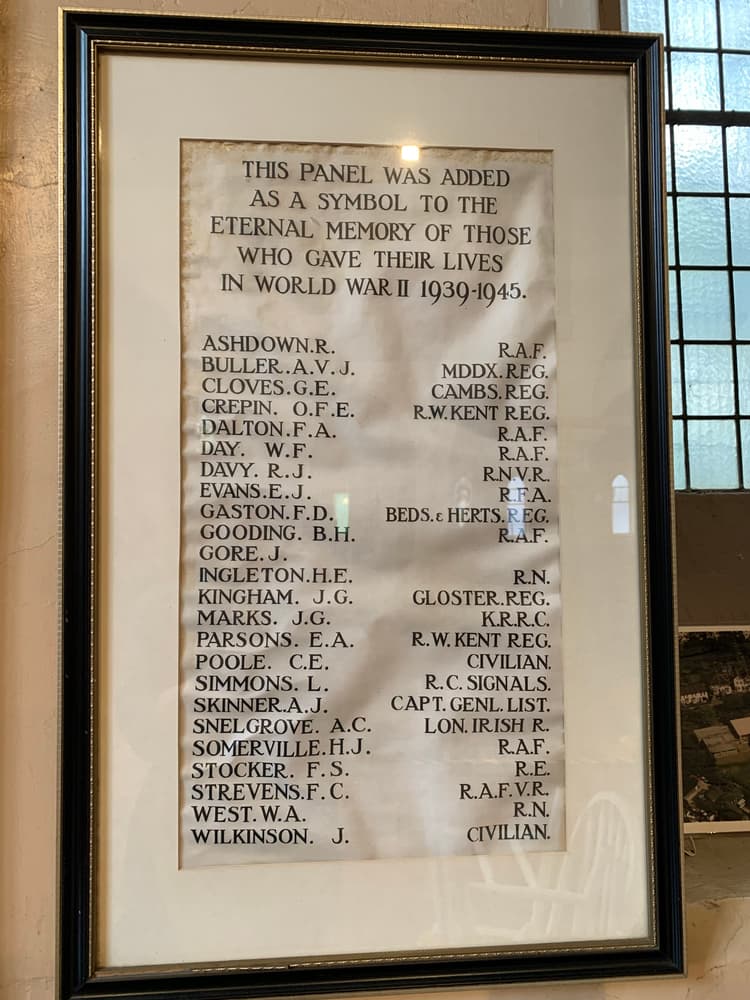 THIS PANEL WAS ADDED
AS A SYMBOL TO THE
ETERNAL MEMORY OF THOSE
WHO GAVE THEIR LIVES
IN WORLD WAR II 1939-1945.
ASHDOWN.R. R.A.F.
BULLER.A.V.J. MDDX.REG.
CLOVES.G.E. CAMBS.REG.
CREPIN. O.F.E. R.W.KENT REG.
DALTON.F.A. R.A.F.
DAY. W.F. R.A.F.
DAVY. R.J. R.N.V.R.
EVANS.E.J. R.F.A.
GASTON.F.D. BEDS.& HERTS.REG.
GOODING. B.H. R.A.F.
GORE.J.
INGLETON.H.E. R.N.
KINGHAM. J.G. GLOSTER.REG.
MARKS. J.G. K.R.R.C.
PARSONS. E.A. R.W.KENT REG.
POOLE. C.E. CIVILIAN.
SIMMONS. L. R.C.SIGNALS.
SKINNER.A.J. CAPT.GENL.LIST.
SNELGROVE. A.C. LON.IRISH R.
SOMERVILLE.H.J. R.A.F.
STOCKER. F.S. R.E.
STREVENS.F.C. R.A.F.V.R.
WEST.W.A. R.N.
WILKINSON. J. CIVILIAN.